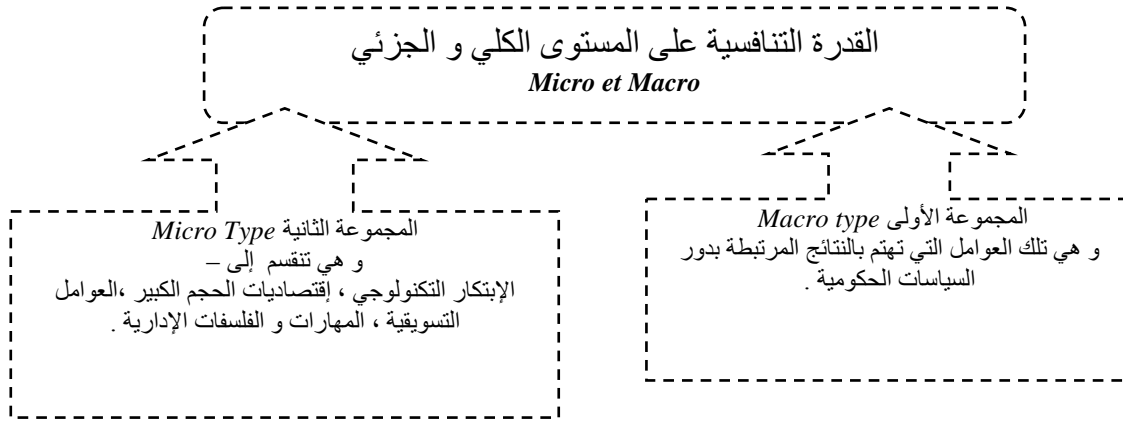 القدرة التنافسية على المستوى الكلي و الجزئي
Micro et Macro
المجموعة الأولى Macro type
و هي تلك العوامل التي تهتم بالنتائج المرتبطة بدور
السياسات الحكومية .
المجموعة الثانية Micro Type
و هي تنقسم إلى –
الإبتكار التكنولوجي ، إقتصاديات الحجم الكبير ،العوامل
التسويقية ، المهارات و الفلسفات الإدارية .